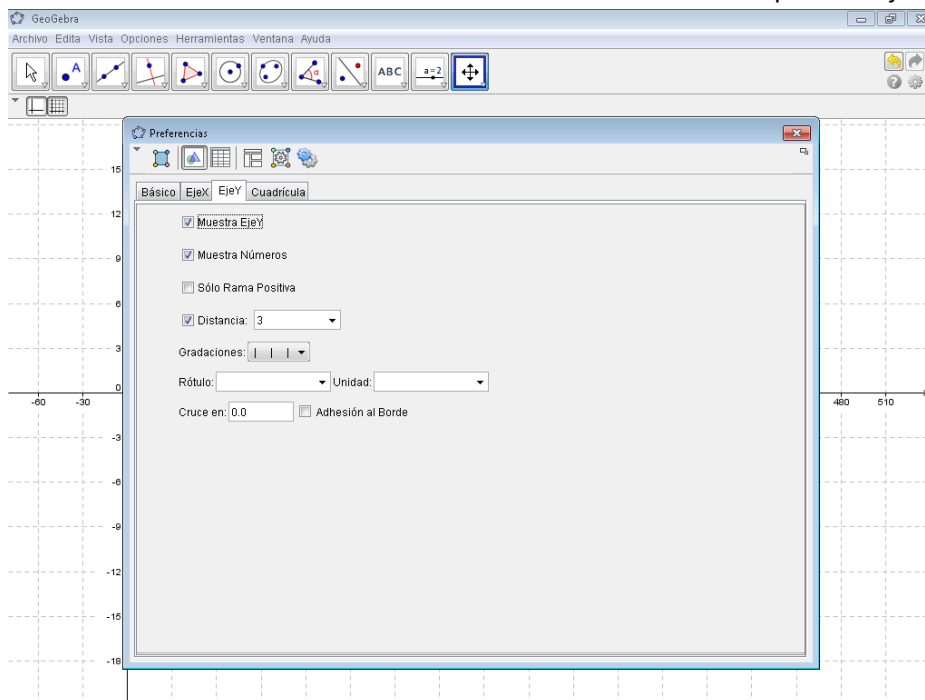 GeoGebra
Archivo Edita Vista Opciones Herramientas Ventana Ayuda
A
α
ABC
a=2
Preferencias
Básico EjeX EjeY Cuadrícula
Muestra EjeY
Muestra Números
Sólo Rama Positiva
Distancia: 3
Gradaciones:
Rótulo: Unidad:
Cruce en: 0.0 Adhesión al Borde
15
12
9
6
3
0
-60 -30 480 510
-3
-6
-9
-12
-15
-18